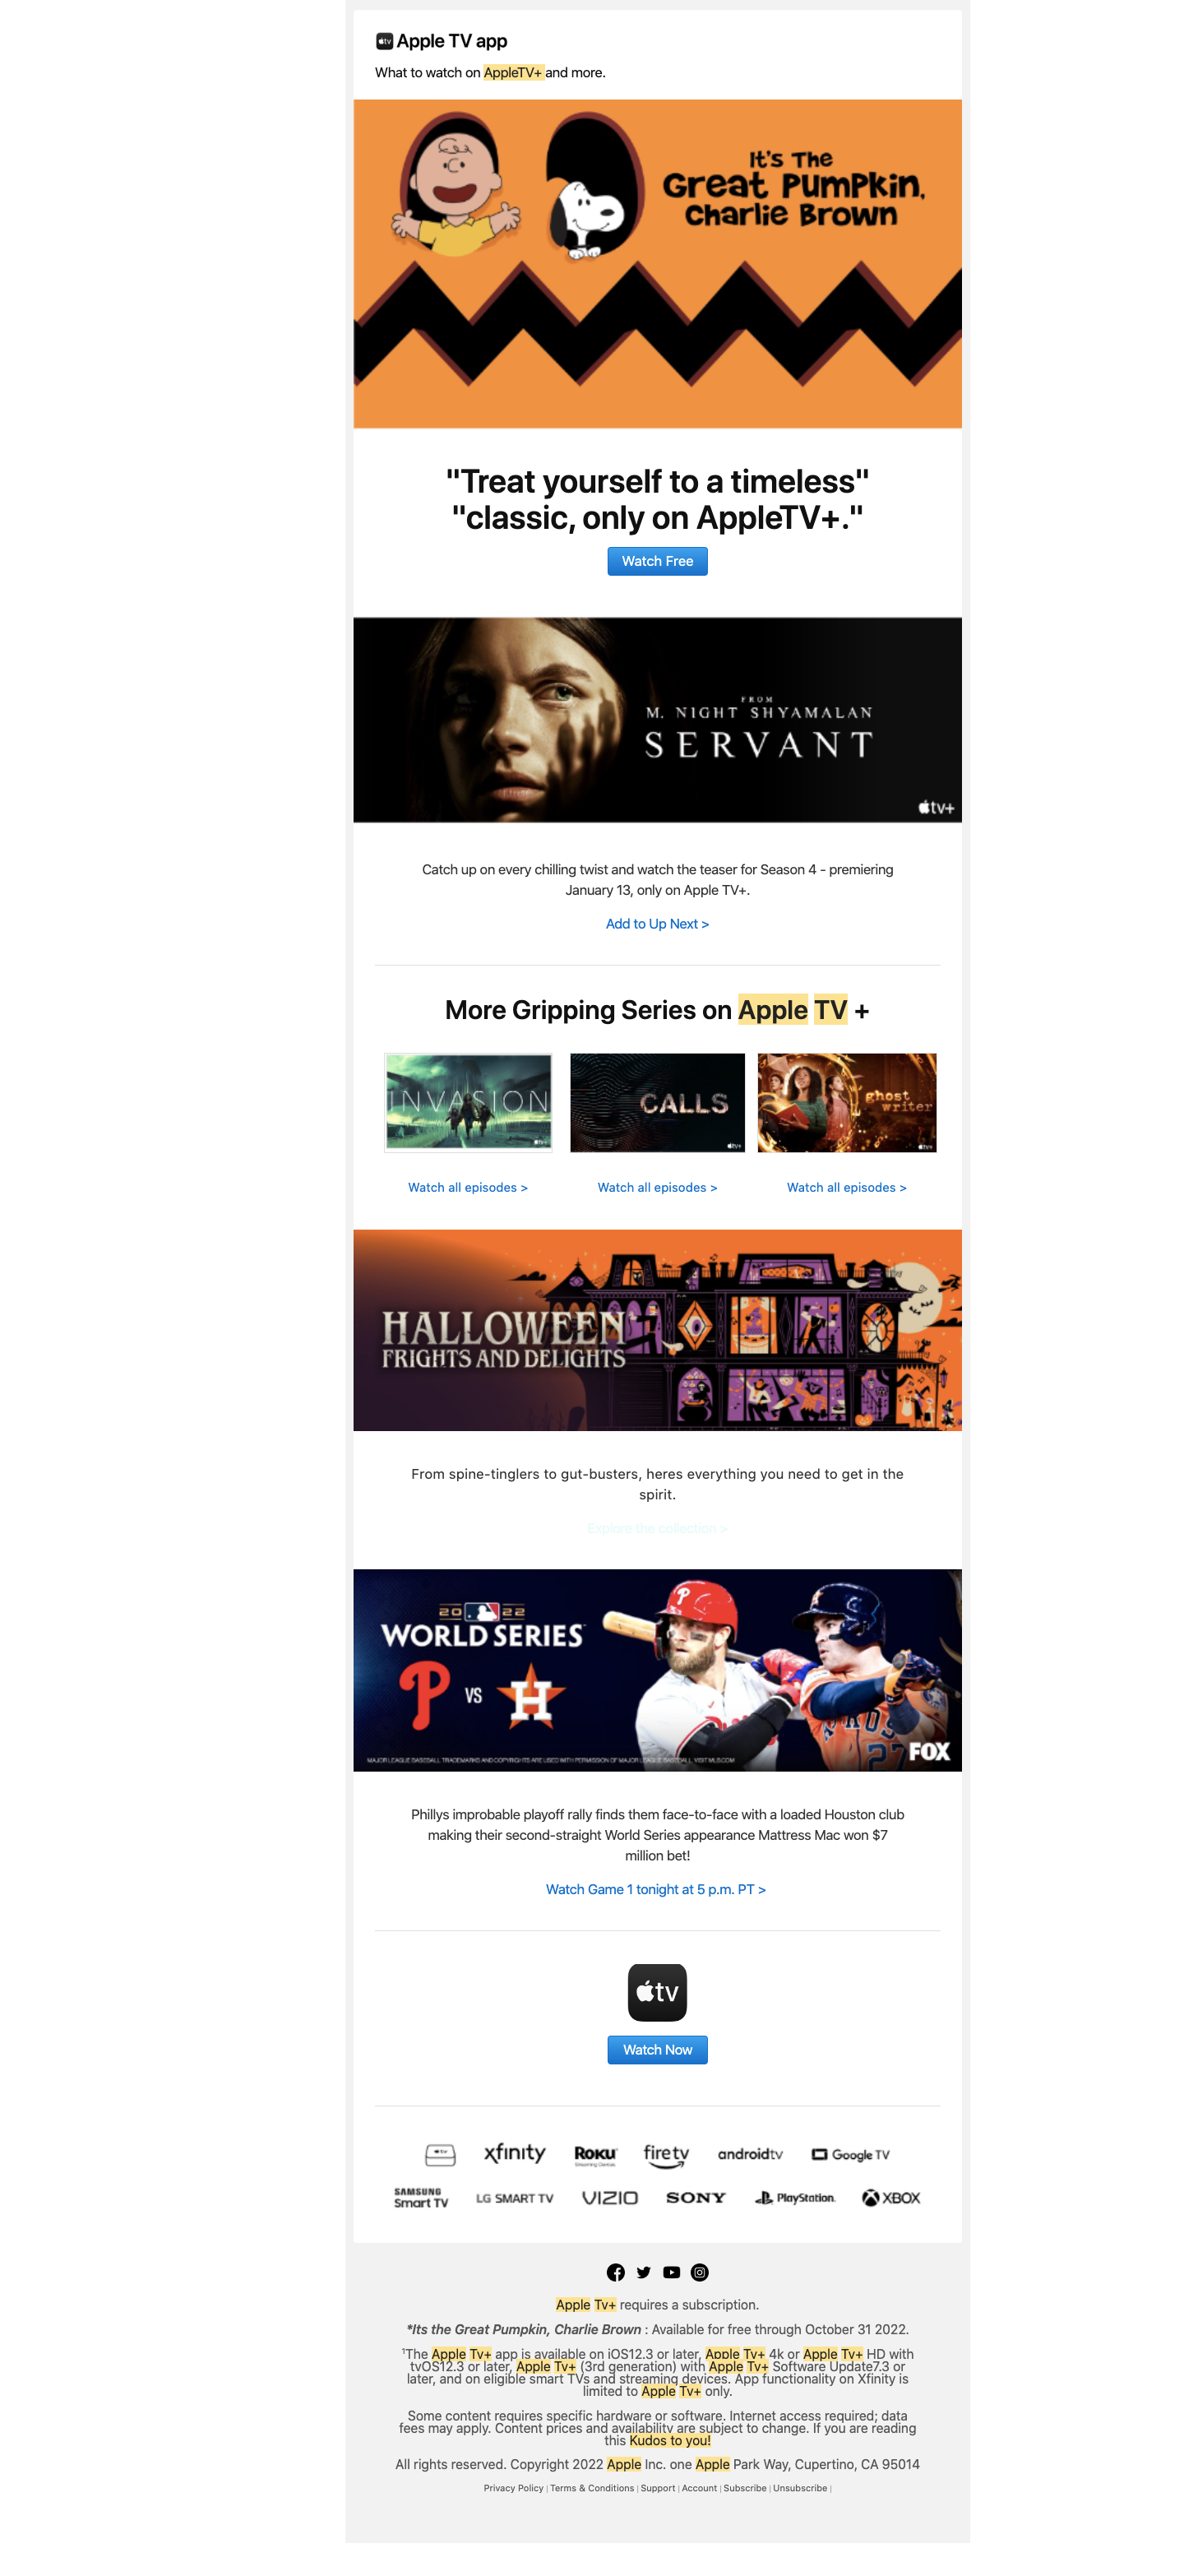 tv Apple TV app
What to watch on AppleTV+ and more.
It's The
Great Pumpkin,
Charlie Brown
"Treat yourself to a timeless"
"classic, only on AppleTV+."
Watch Free
FROM
M. NIGHT SHYAMALAN
SERVANT
tv+
Catch up on every chilling twist and watch the teaser for Season 4 - premiering
January 13, only on Apple TV+.
Add to Up Next >
More Gripping Series on Apple TV +
INVASION
tv+
CALLS
tv+
ghost
writer
tv+
Watch all episodes >
Watch all episodes >
Watch all episodes >
HALLOWEEN
FRIGHTS AND DELIGHTS
From spine-tinglers to gut-busters, heres everything you need to get in the
spirit.
Explore the collection >
2022
WORLD SERIES
P VS H
MAJOR LEAGUE BASEBALL TRADEMARKS AND COPYRIGHTS ARE USED WITH PERMISSION OF MAJOR LEAGUE BASEBALL. VISIT MLB.COM
FOX
Phillys improbable playoff rally finds them face-to-face with a loaded Houston club
making their second-straight World Series appearance Mattress Mac won $7
million bet!
Watch Game 1 tonight at 5 p.m. PT >
tv
Watch Now
tv xfinity Roku Streaming Devices fire tv androidtv Google TV
SAMSUNG Smart TV LG SMART TV VIZIO SONY PlayStation. XBOX
Apple Tv+ requires a subscription.
*Its the Great Pumpkin, Charlie Brown : Available for free through October 31 2022.
¹The Apple Tv+ app is available on iOS12.3 or later, Apple Tv+ 4k or Apple Tv+ HD with
tvOS12.3 or later, Apple Tv+ (3rd generation) with Apple Tv+ Software Update7.3 or
later, and on eligible smart TVs and streaming devices. App functionality on Xfinity is
limited to Apple Tv+ only.
Some content requires specific hardware or software. Internet access required; data
fees may apply. Content prices and availability are subject to change. If you are reading
this Kudos to you!
All rights reserved. Copyright 2022 Apple Inc. one Apple Park Way, Cupertino, CA 95014
Privacy Policy | Terms & Conditions | Support | Account | Subscribe | Unsubscribe |